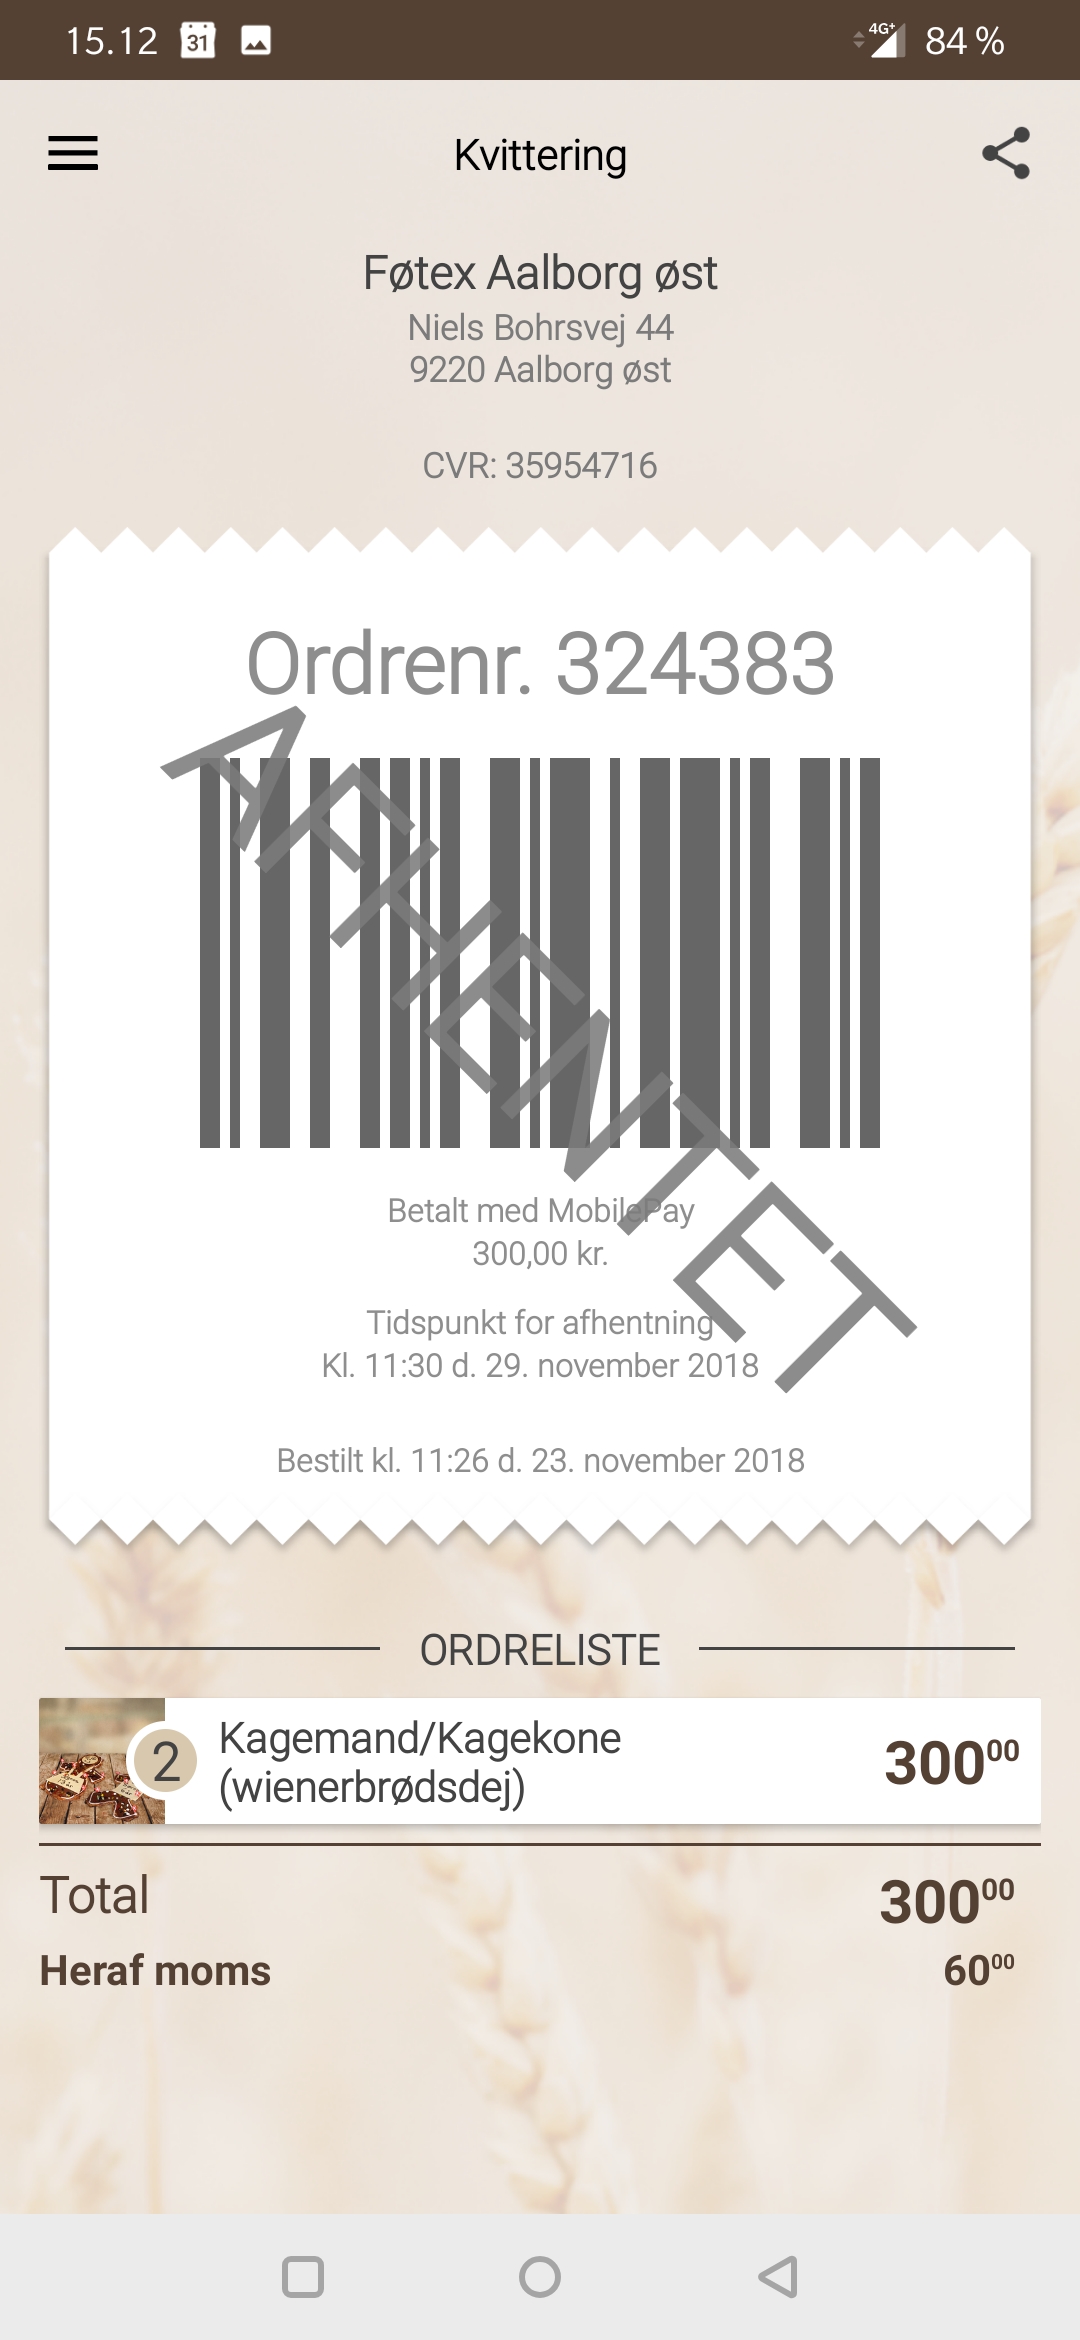 15.12 31 4G+ 84 %
Kvittering
Føtex Aalborg øst
Niels Bohrsvej 44
9220 Aalborg øst
CVR: 35954716
Ordrenr. 324383
AFHENTET
Betalt med MobilePay
300,00 kr.
Tidspunkt for afhentning
Kl. 11:30 d. 29. november 2018
Bestilt kl. 11:26 d. 23. november 2018
ORDRELISTE
2 Kagemand/Kagekone
(wienerbrødsdej) 30000
Total 30000
Heraf moms 6000